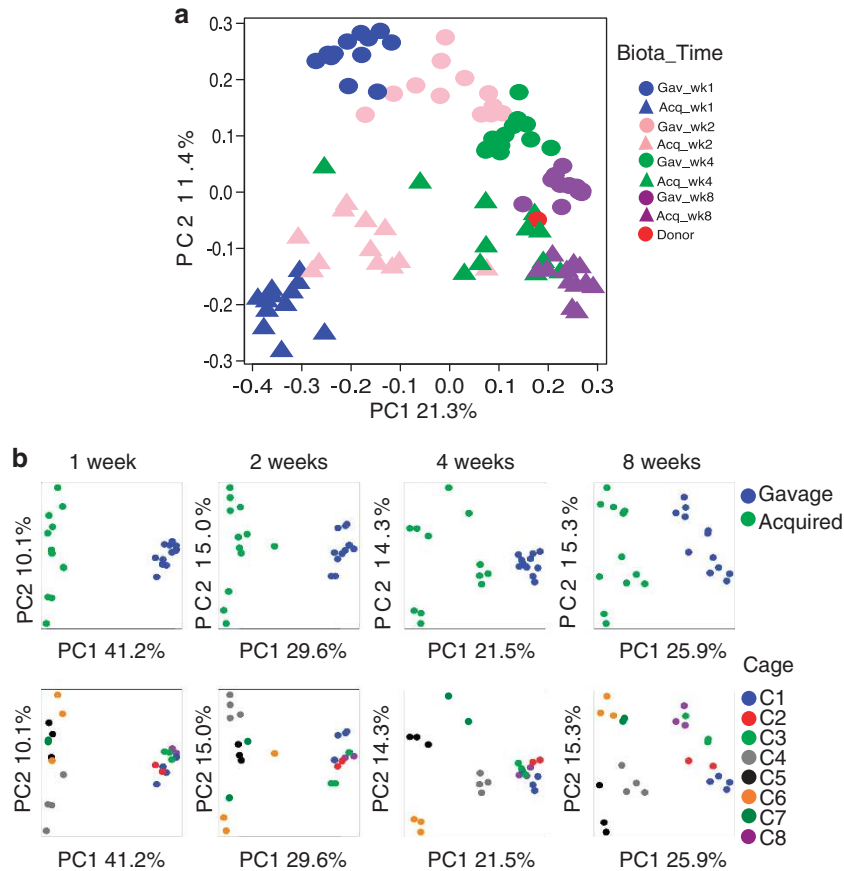 a
0.3
0.2
0.1
0.0
-0.1
-0.2
-0.3
PC2 11.4%
-0.4 -0.3 -0.2 -0.1 0.0 0.1 0.2 0.3
PC1 21.3%
Biota_Time
Gav_wk1
Acq_wk1
Gav_wk2
Acq_wk2
Gav_wk4
Acq_wk4
Gav_wk8
Acq_wk8
Donor
b
1 week 2 weeks 4 weeks 8 weeks
PC2 10.1% PC2 15.0% PC2 14.3% PC2 15.3%
Gavage
Acquired
PC1 41.2% PC1 29.6% PC1 21.5% PC1 25.9%
PC2 10.1% PC2 15.0% PC2 14.3% PC2 15.3%
Cage
C1
C2
C3
C4
C5
C6
C7
C8
PC1 41.2% PC1 29.6% PC1 21.5% PC1 25.9%